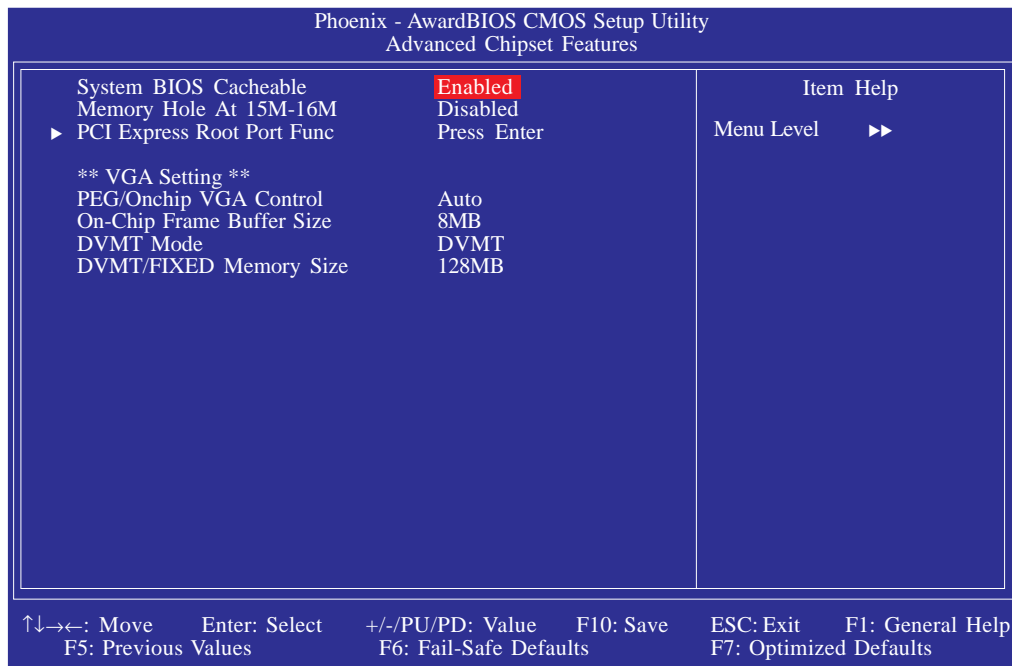 Phoenix - AwardBIOS CMOS Setup Utility
Advanced Chipset Features
System BIOS Cacheable Enabled
Memory Hole At 15M-16M Disabled
▶ PCI Express Root Port Func Press Enter
** VGA Setting **
PEG/Onchip VGA Control Auto
On-Chip Frame Buffer Size 8MB
DVMT Mode DVMT
DVMT/FIXED Memory Size 128MB
Item Help
Menu Level ▶▶
↑↓→←: Move Enter: Select +/-/PU/PD: Value F10: Save ESC: Exit F1: General Help
F5: Previous Values F6: Fail-Safe Defaults F7: Optimized Defaults